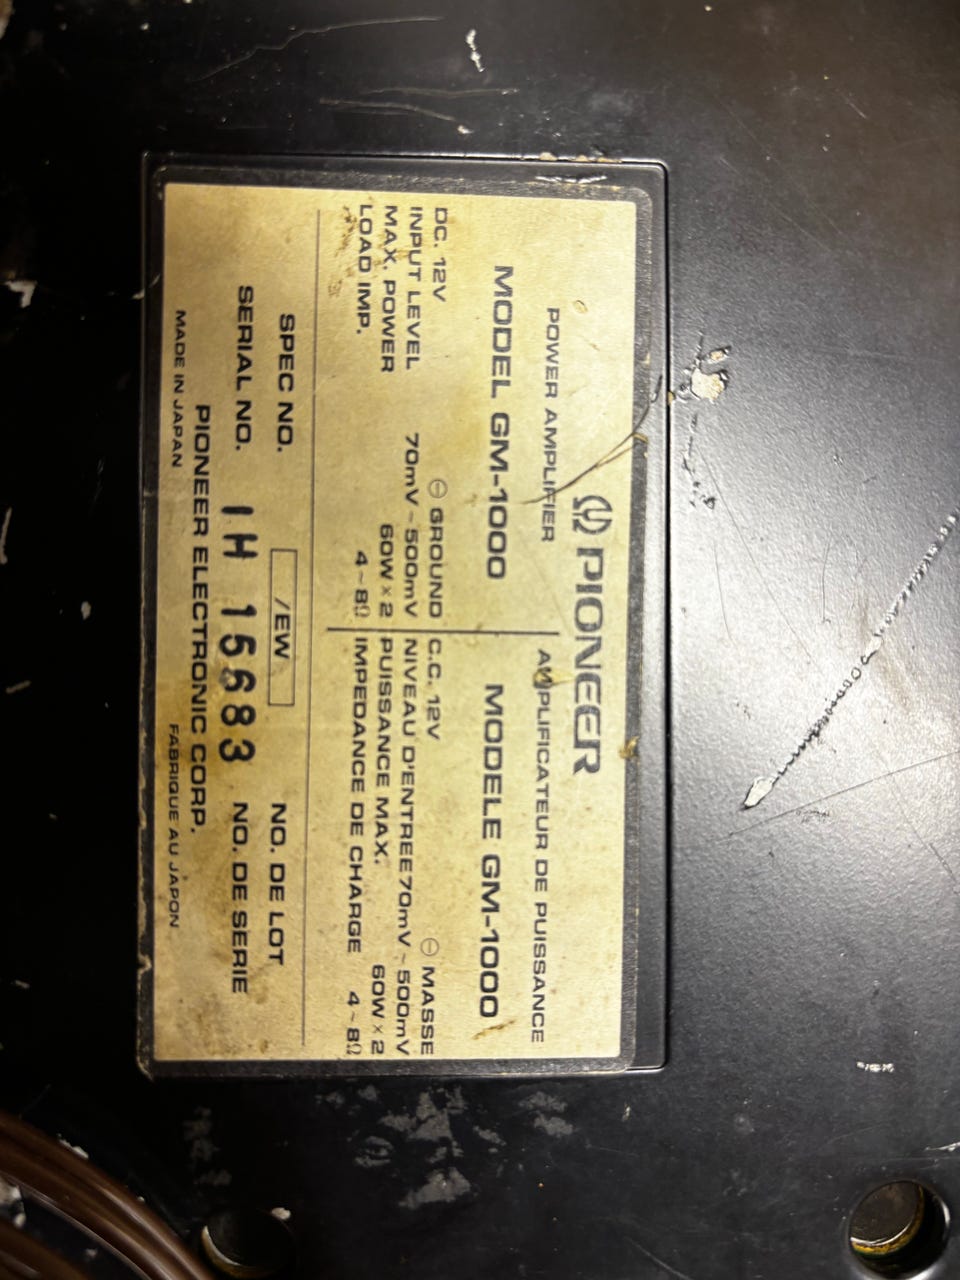 PIONEER
POWER AMPLIFIER AMPLIFICATEUR DE PUISSANCE
MODEL GM-1000 MODELE GM-1000
DC. 12V ⊖ GROUND C.C. 12V ⊖ MASSE
INPUT LEVEL 70mV~500mV NIVEAU D'ENTREE 70mV~500mV
MAX. POWER 60W×2 PUISSANCE MAX. 60W×2
LOAD IMP. 4~8Ω IMPEDANCE DE CHARGE 4~8Ω
SPEC NO. /EW NO. DE LOT
SERIAL NO. IH 15683 NO. DE SERIE
PIONEER ELECTRONIC CORP.
MADE IN JAPAN FABRIQUE AU JAPON